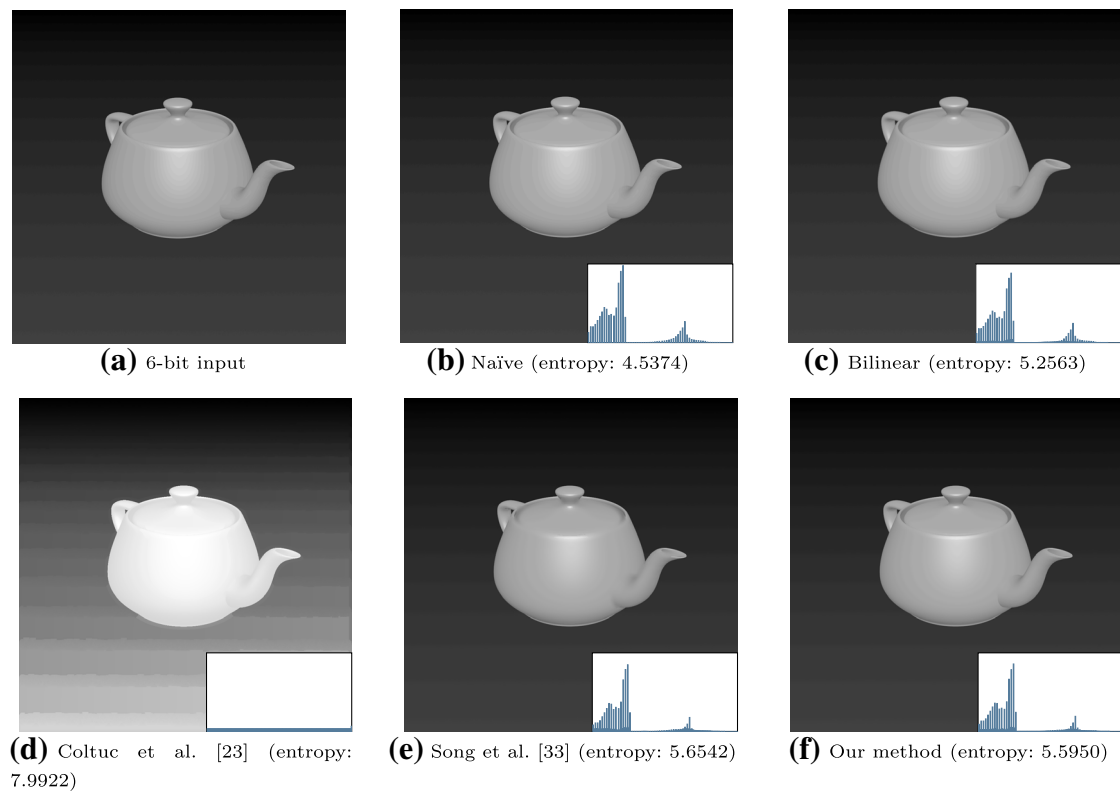 (a) 6-bit input
(b) Naïve (entropy: 4.5374)
(c) Bilinear (entropy: 5.2563)
(d) Coltuc et al. [23] (entropy:
7.9922)
(e) Song et al. [33] (entropy: 5.6542)
(f) Our method (entropy: 5.5950)